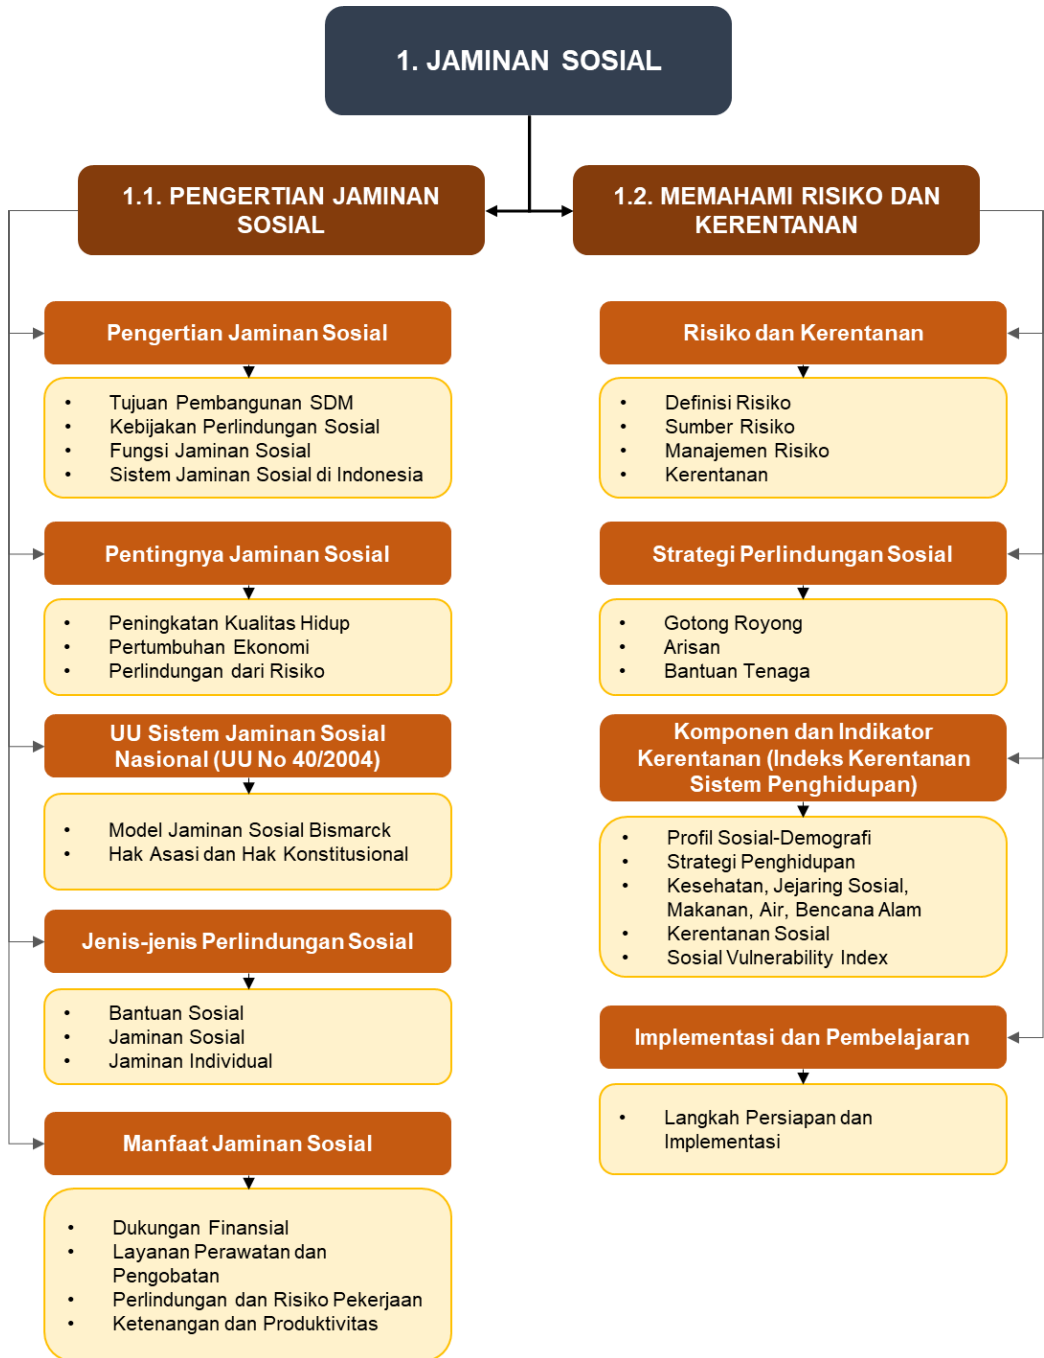 1. JAMINAN SOSIAL
1.1. PENGERTIAN JAMINAN
SOSIAL
Pengertian Jaminan Sosial
• Tujuan Pembangunan SDM
• Kebijakan Perlindungan Sosial
• Fungsi Jaminan Sosial
• Sistem Jaminan Sosial di Indonesia
Pentingnya Jaminan Sosial
• Peningkatan Kualitas Hidup
• Pertumbuhan Ekonomi
• Perlindungan dari Risiko
UU Sistem Jaminan Sosial
Nasional (UU No 40/2004)
• Model Jaminan Sosial Bismarck
• Hak Asasi dan Hak Konstitusional
Jenis-jenis Perlindungan Sosial
• Bantuan Sosial
• Jaminan Sosial
• Jaminan Individual
Manfaat Jaminan Sosial
• Dukungan Finansial
• Layanan Perawatan dan
Pengobatan
• Perlindungan dan Risiko Pekerjaan
• Ketenangan dan Produktivitas
1.2. MEMAHAMI RISIKO DAN
KERENTANAN
Risiko dan Kerentanan
• Definisi Risiko
• Sumber Risiko
• Manajemen Risiko
• Kerentanan
Strategi Perlindungan Sosial
• Gotong Royong
• Arisan
• Bantuan Tenaga
Komponen dan Indikator
Kerentanan (Indeks Kerentanan
Sistem Penghidupan)
• Profil Sosial-Demografi
• Strategi Penghidupan
• Kesehatan, Jejaring Sosial,
Makanan, Air, Bencana Alam
• Kerentanan Sosial
• Sosial Vulnerability Index
Implementasi dan Pembelajaran
• Langkah Persiapan dan
Implementasi